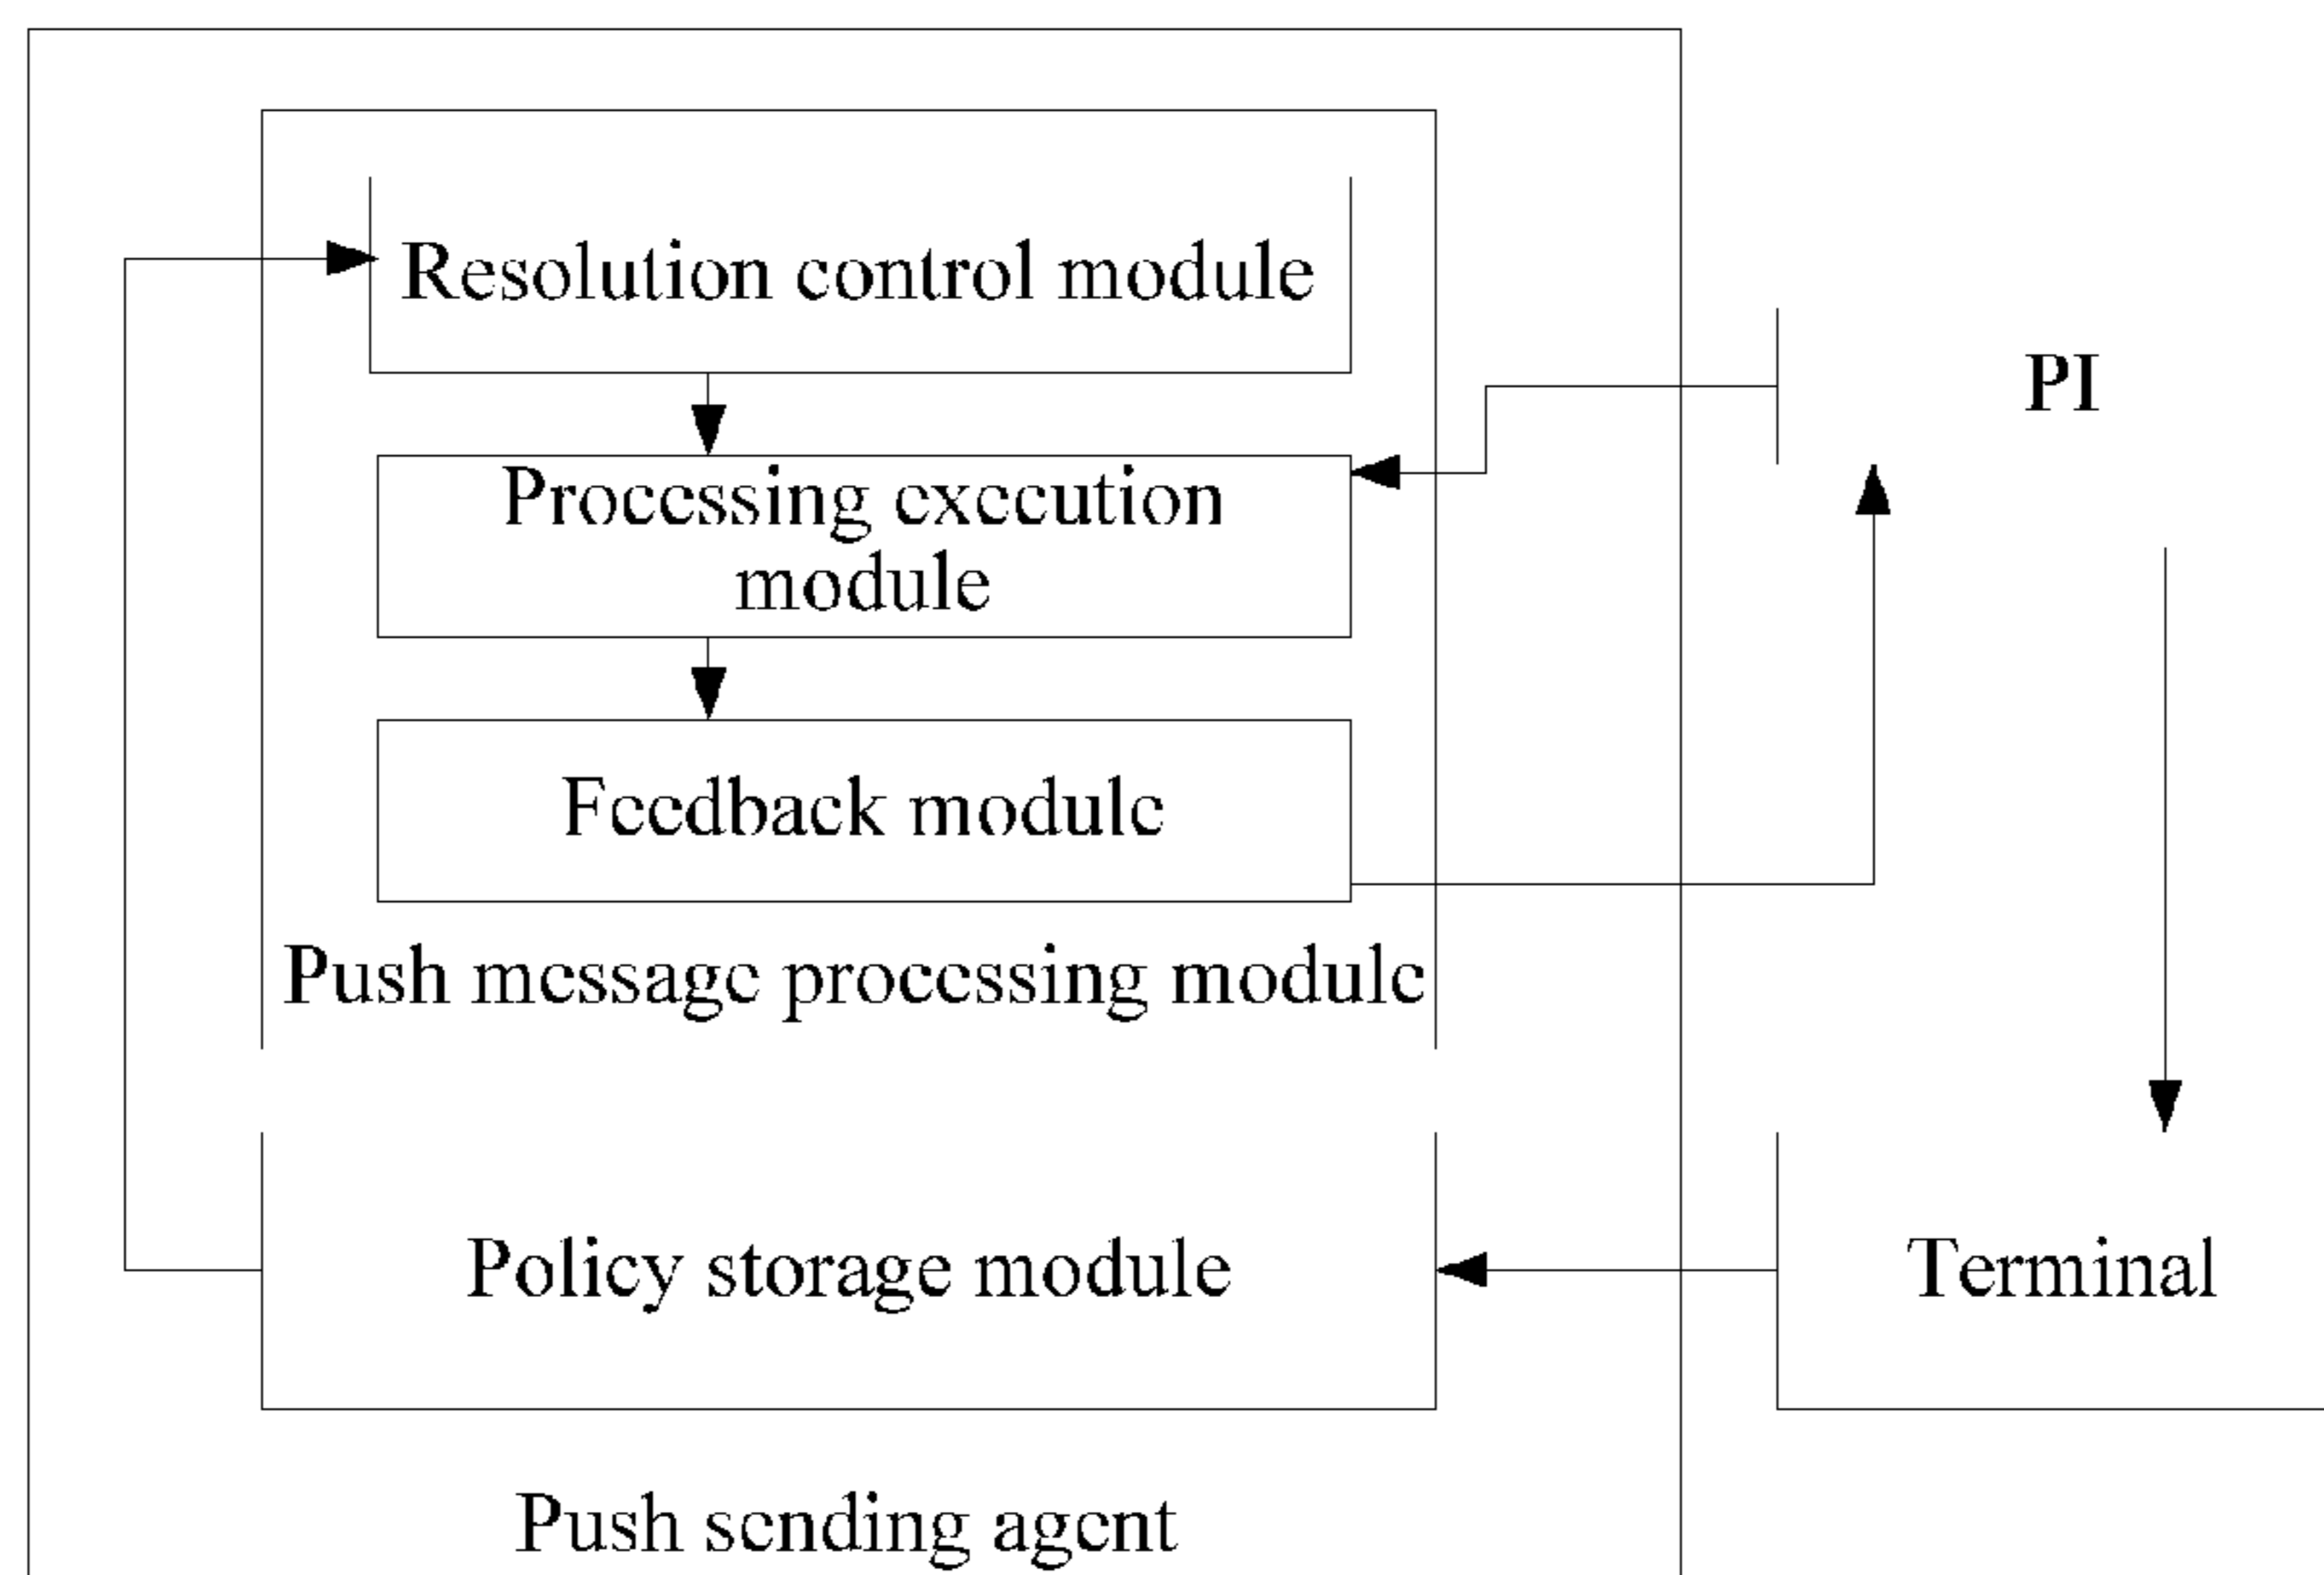 Resolution control module
PI
Processing execution
module
Feedback module
Push message processing module
Policy storage module
Terminal
Push sending agent